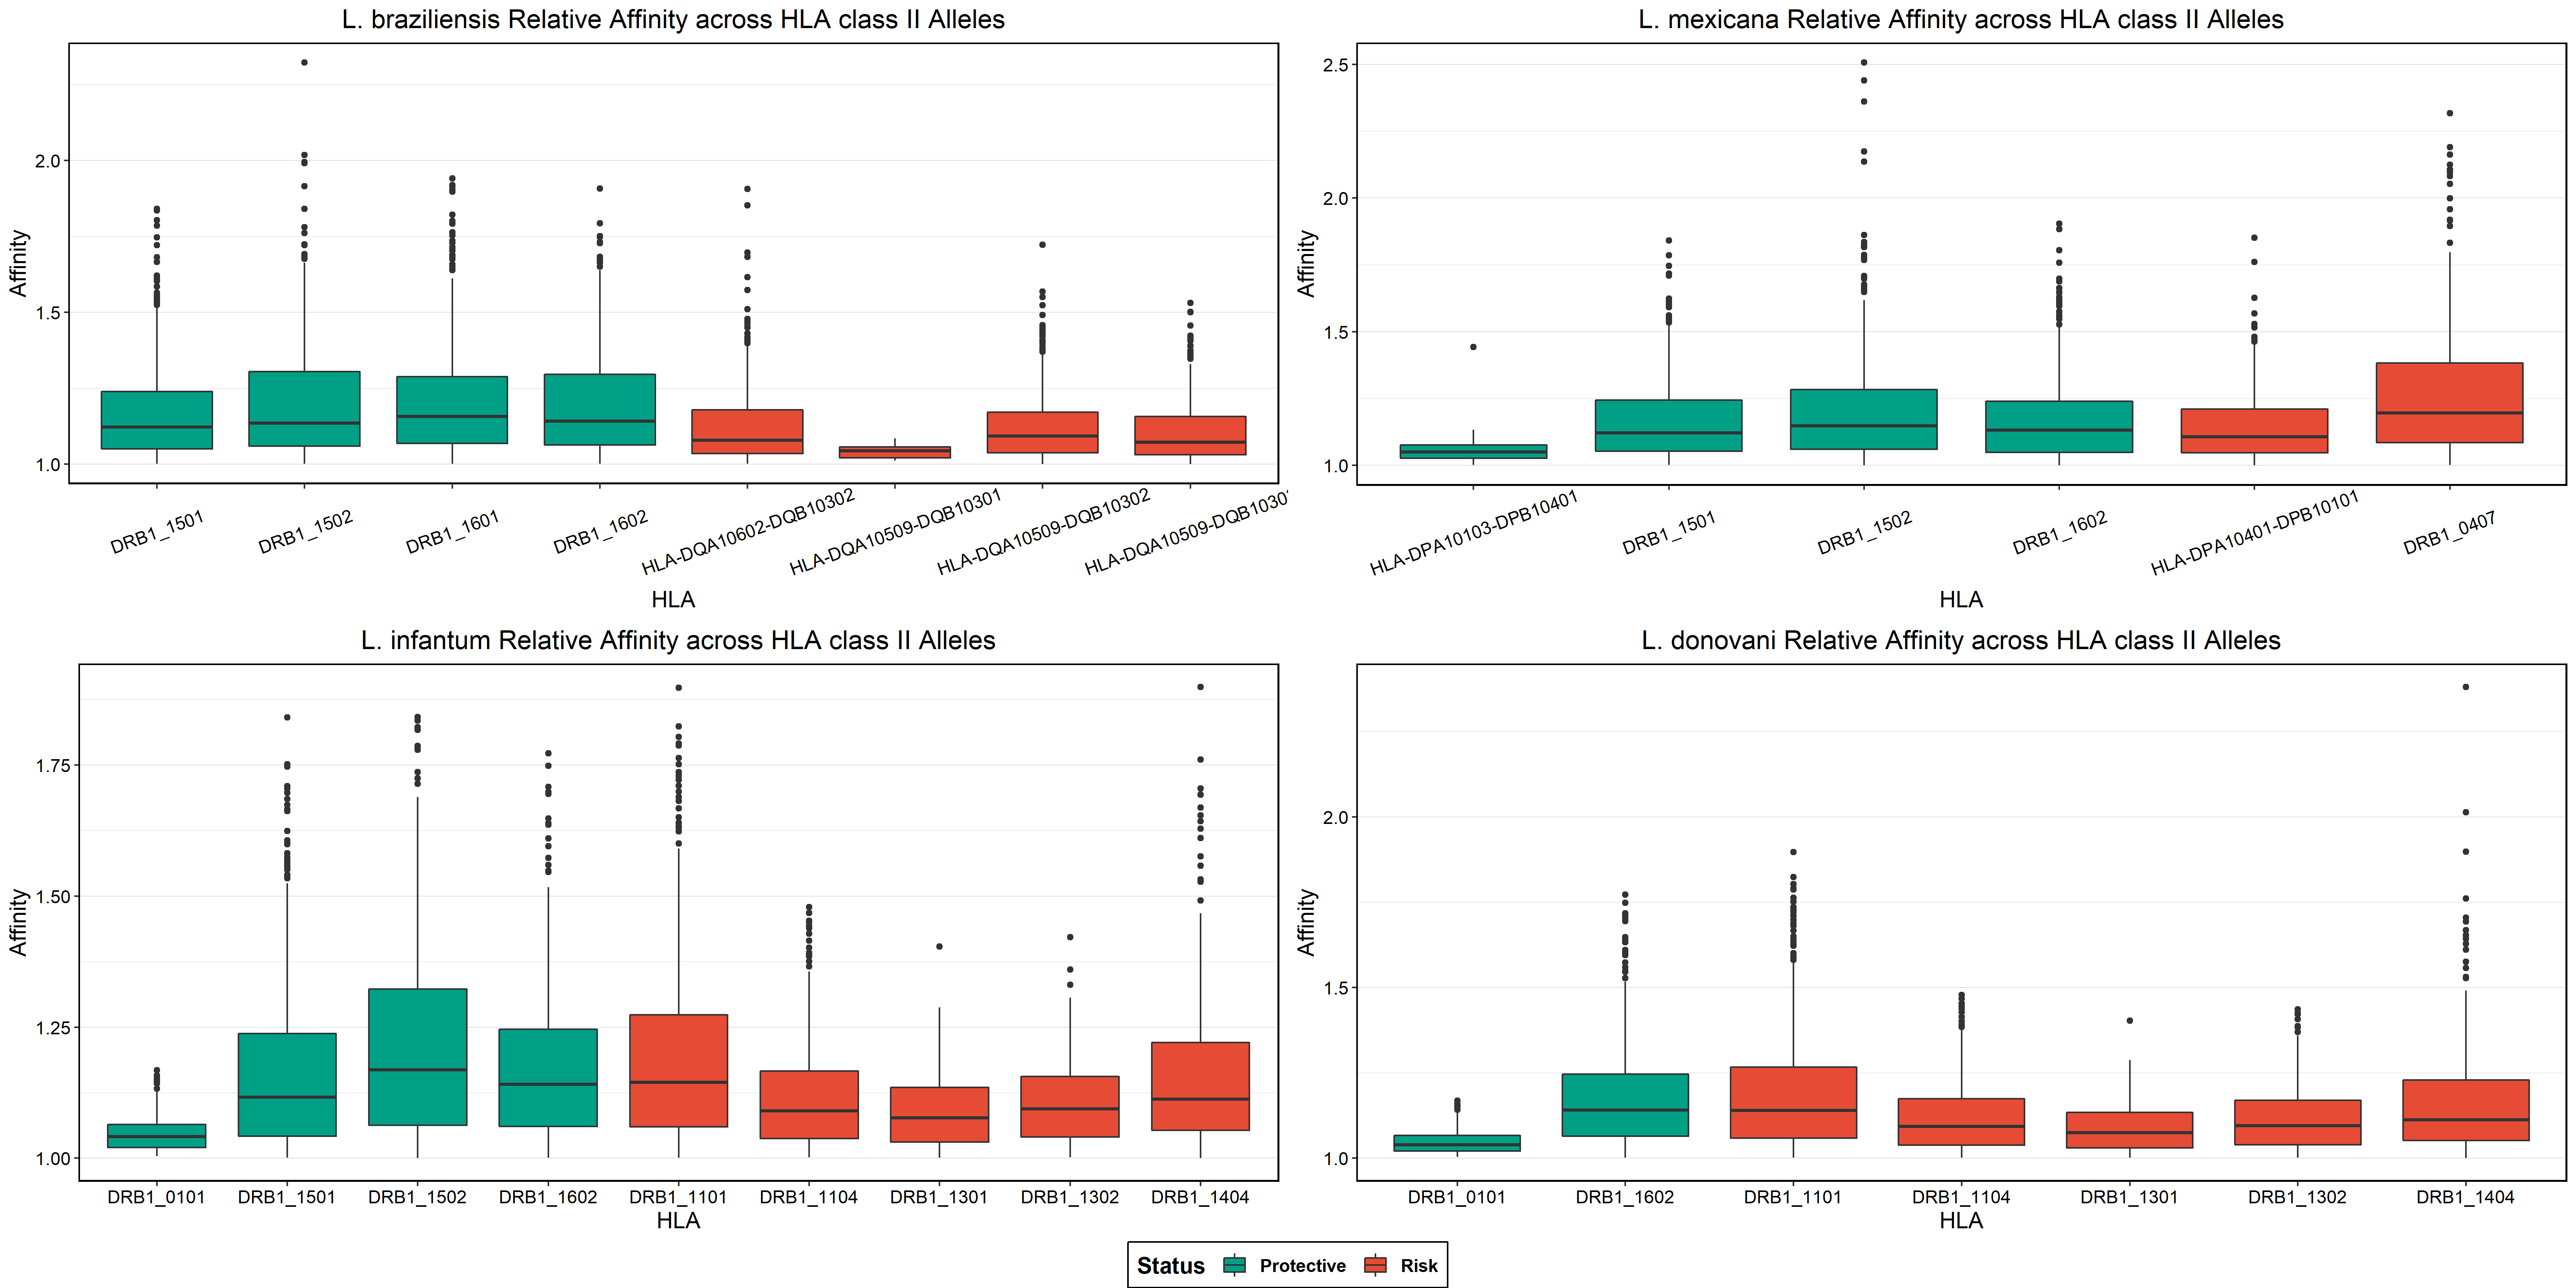 L. braziliensis Relative Affinity across HLA class II Alleles
Affinity
2.0
1.5
1.0
DRB1_1501
DRB1_1502
DRB1_1601
DRB1_1602
HLA-DQA10602-DQB10302
HLA-DQA10509-DQB10301
HLA-DQA10509-DQB10302
HLA
L. mexicana Relative Affinity across HLA class II Alleles
Affinity
2.5
2.0
1.5
1.0
HLA-DPA10103-DPB10401
DRB1_1501
DRB1_1502
DRB1_1602
HLA-DPA10401-DPB10101
DRB1_0407
HLA
L. infantum Relative Affinity across HLA class II Alleles
Affinity
1.75
1.50
1.25
1.00
DRB1_0101 DRB1_1501 DRB1_1502 DRB1_1602 DRB1_1101 DRB1_1104 DRB1_1301 DRB1_1302 DRB1_1404
HLA
L. donovani Relative Affinity across HLA class II Alleles
Affinity
2.0
1.5
1.0
DRB1_0101 DRB1_1602 DRB1_1101 DRB1_1104 DRB1_1301 DRB1_1302 DRB1_1404
HLA
Status Protective Risk